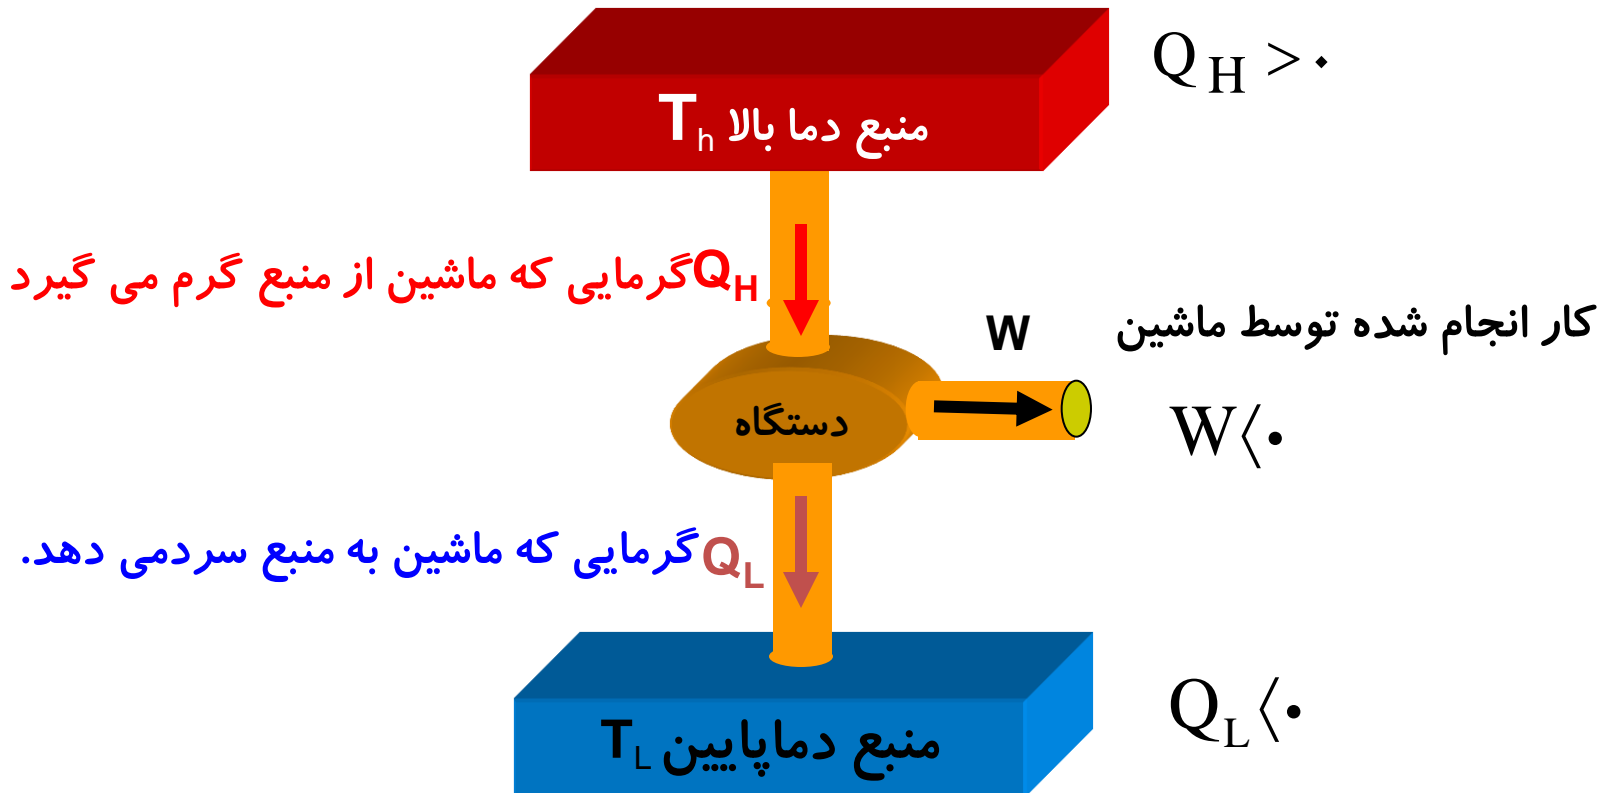 Q_H > ۰
منبع دما بالا T_h
گرمایی که ماشین از منبع گرم می گیرد Q_H
کار انجام شده توسط ماشین W
دستگاه
W〈۰
گرمایی که ماشین به منبع سردمی دهد. Q_L
Q_L〈۰
منبع دماپایین T_L